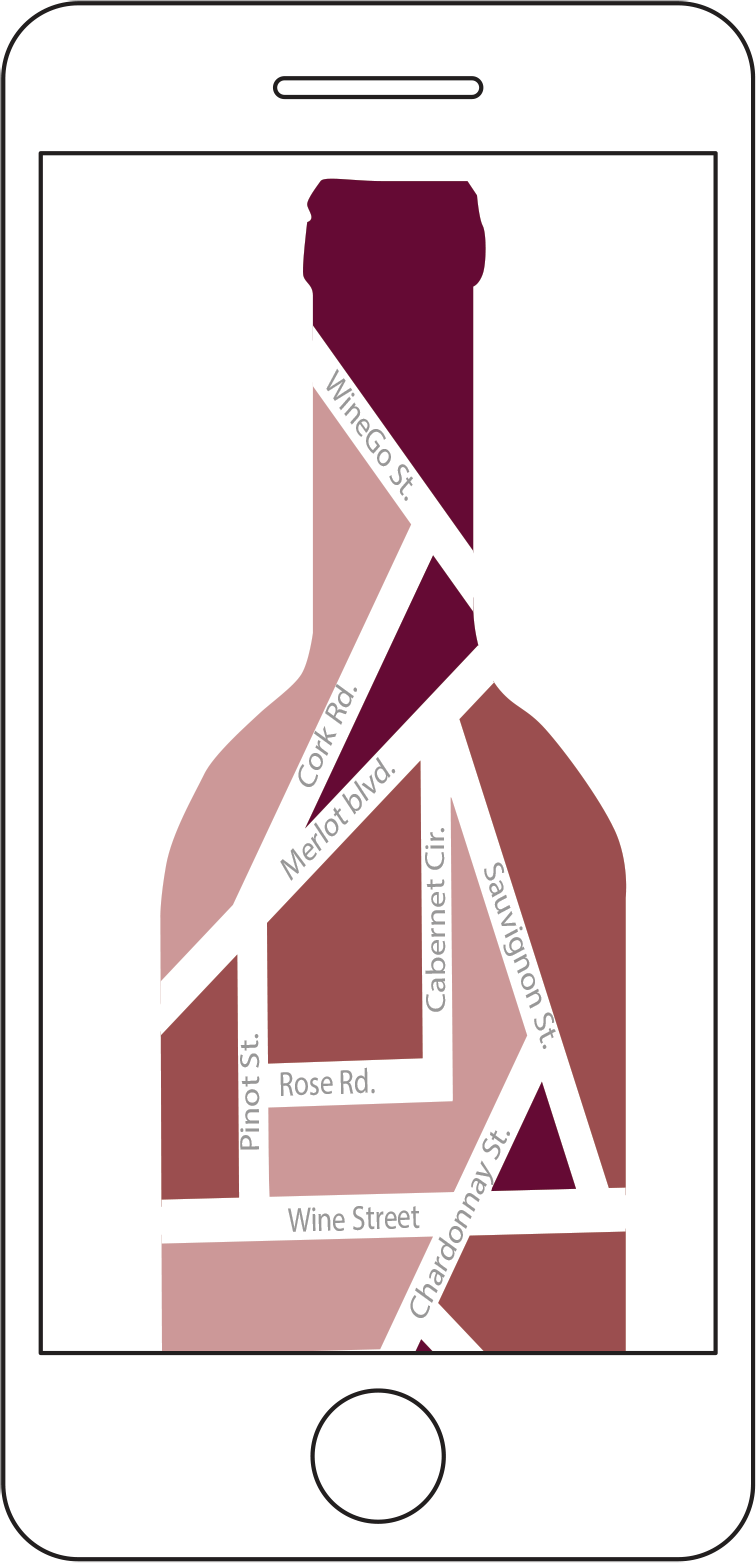 WineGo St.
Cork Rd.
Merlot blvd.
Cabernet Cir.
Sauvignon St.
Pinot St.
Rose Rd.
Chardonnay St.
Wine Street